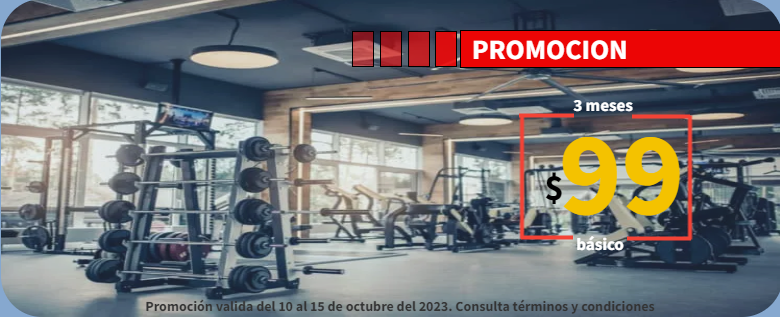 PROMOCION
3 meses
$99
básico
Promoción valida del 10 al 15 de octubre del 2023. Consulta términos y condiciones